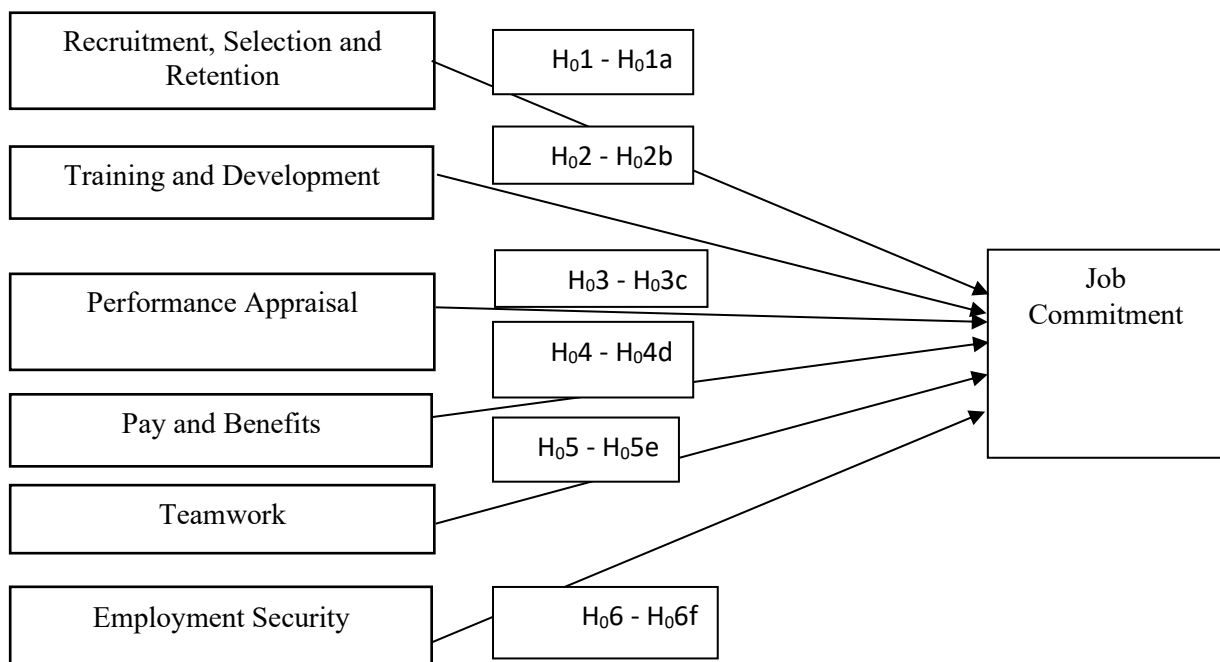 Recruitment, Selection and
Retention
H₀1 - H₀1a
Training and Development
H₀2 - H₀2b
Performance Appraisal
H₀3 - H₀3c
Job
Commitment
H₀4 - H₀4d
Pay and Benefits
H₀5 - H₀5e
Teamwork
Employment Security
H₀6 - H₀6f